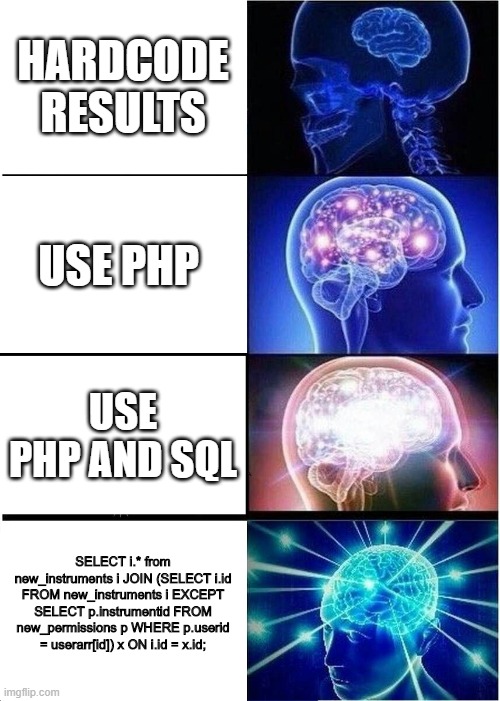 HARDCODE
RESULTS
USE PHP
USE
PHP AND SQL
SELECT i.* from
new_instruments i JOIN (SELECT i.id
FROM new_instruments i EXCEPT
SELECT p.instrumentid FROM
new_permissions p WHERE p.userid
= userarr[id]) x ON i.id = x.id;
imgflip.com